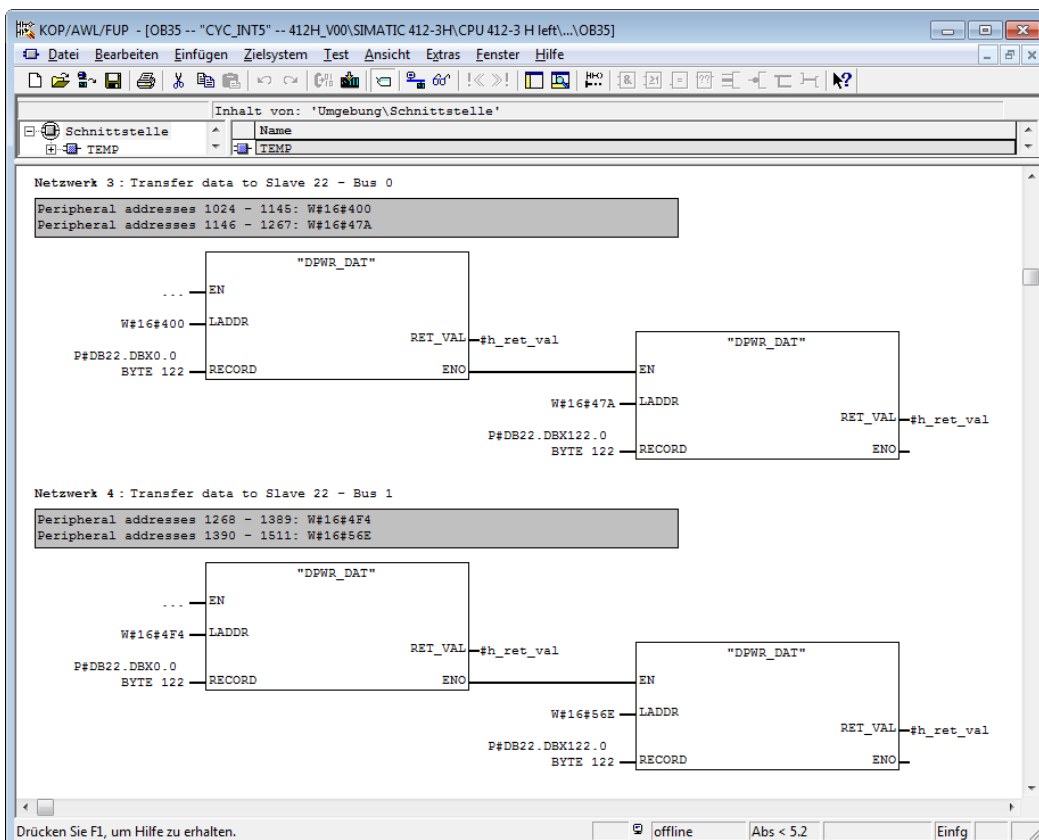 KOP/AWL/FUP - [OB35 -- "CYC_INT5" -- 412H_V00\SIMATIC 412-3H\CPU 412-3 H left\...\OB35]
Datei Bearbeiten Einfügen Zielsystem Test Ansicht Extras Fenster Hilfe
Inhalt von: 'Umgebung\Schnittstelle'
Schnittstelle
TEMP
Name
TEMP
Netzwerk 3 : Transfer data to Slave 22 - Bus 0
Peripheral addresses 1024 - 1145: W#16#400
Peripheral addresses 1146 - 1267: W#16#47A
"DPWR_DAT"
... EN
W#16#400 LADDR
RET_VAL #h_ret_val
P#DB22.DBX0.0
BYTE 122 RECORD ENO
"DPWR_DAT"
EN
W#16#47A LADDR
RET_VAL #h_ret_val
P#DB22.DBX122.0
BYTE 122 RECORD ENO
Netzwerk 4 : Transfer data to Slave 22 - Bus 1
Peripheral addresses 1268 - 1389: W#16#4F4
Peripheral addresses 1390 - 1511: W#16#56E
"DPWR_DAT"
... EN
W#16#4F4 LADDR
RET_VAL #h_ret_val
P#DB22.DBX0.0
BYTE 122 RECORD ENO
"DPWR_DAT"
EN
W#16#56E LADDR
RET_VAL #h_ret_val
P#DB22.DBX122.0
BYTE 122 RECORD ENO
Drücken Sie F1, um Hilfe zu erhalten. offline Abs < 5.2 Einfg